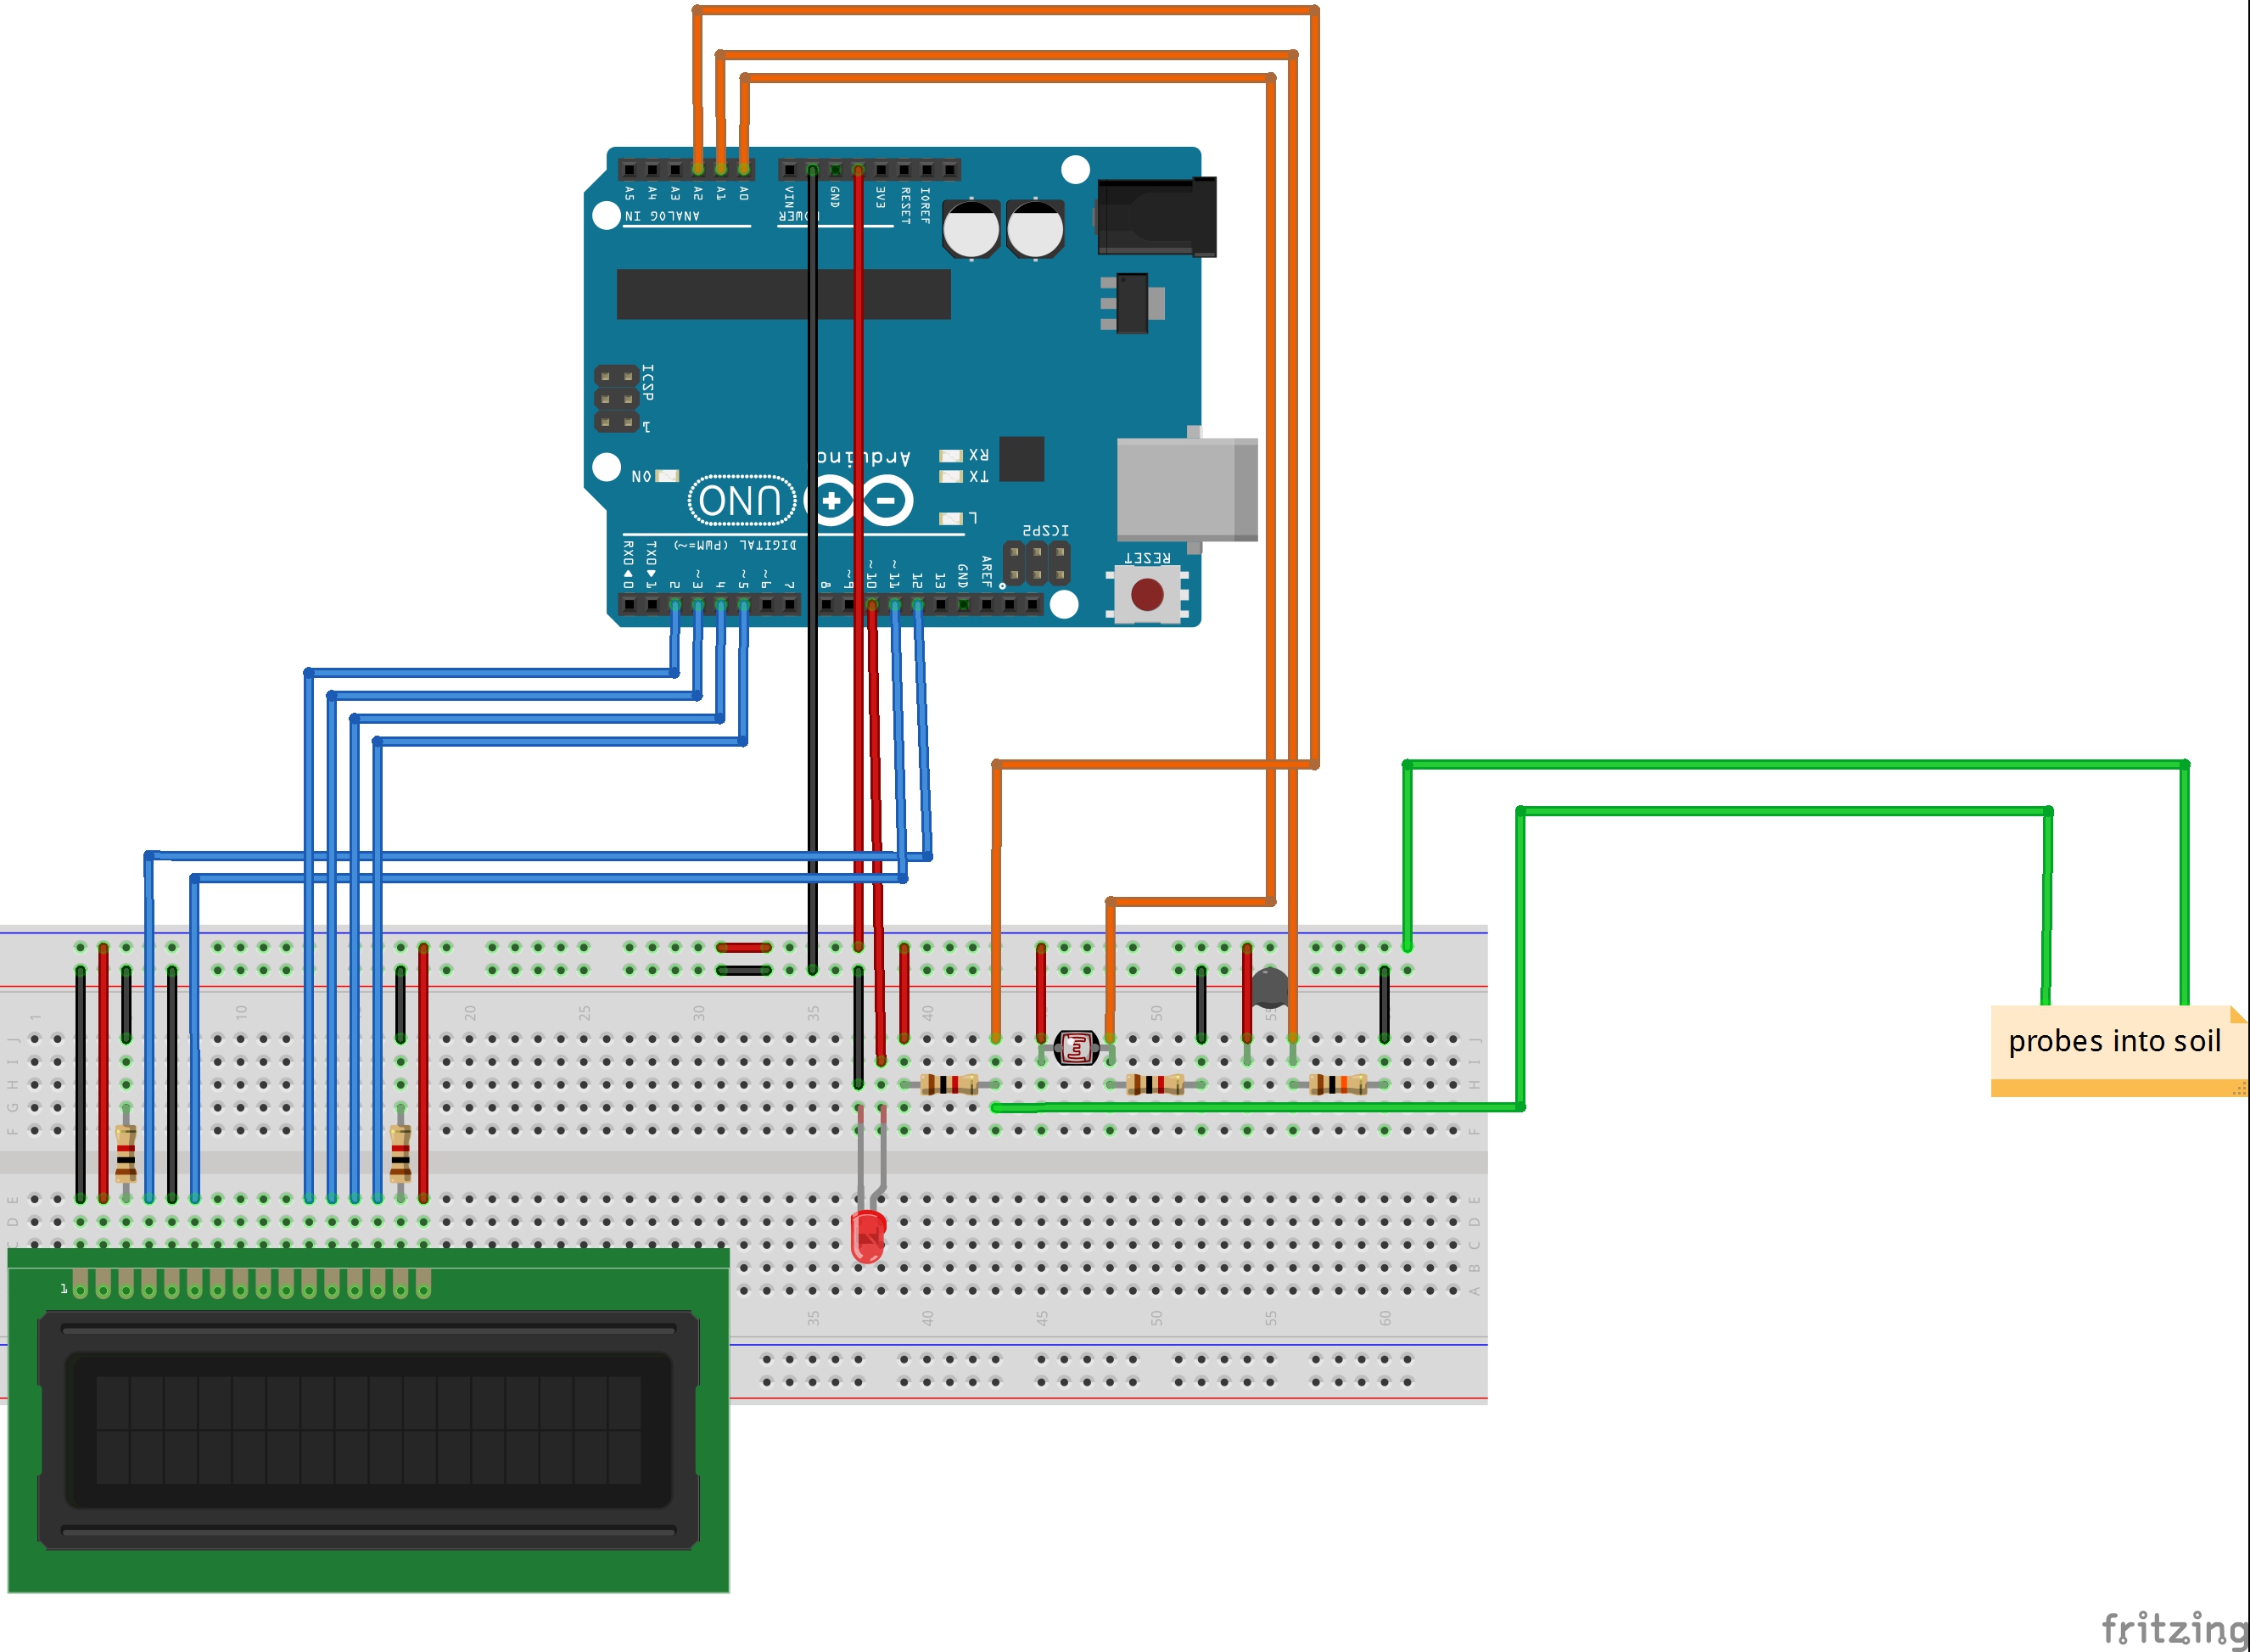 A5 A4 A3 A2 A1 A0 VIN GND 3V3 RESET IOREF
ANALOG IN POWER
ICSP
1
Arduino
RX
TX
ON
UNO
L
ICSP2
DIGITAL (PWM=~)
RESET
RX0◀0 TX0▶1 2 ~3 4 ~5 ~6 7 8 ~9 ~10 ~11 12 13 GND AREF
1 10 20 25 30 35 40 50 55
J J
I I
probes into soil
H H
G G
F F
E E
D D
C C
B
A
1
35 40 45 50 55 60
fritzing